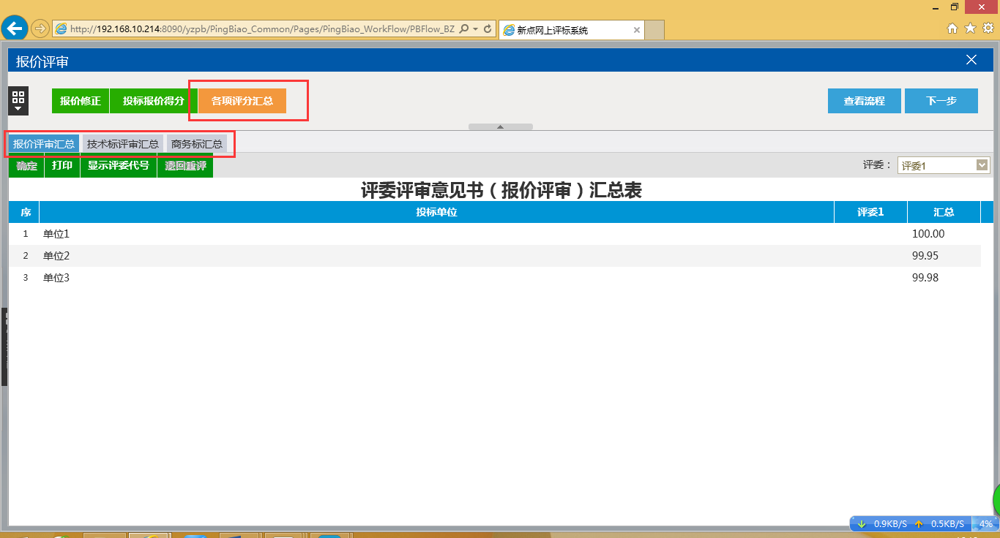 http://192.168.10.214:8090/yzpb/PingBiao_Common/Pages/PingBiao_WorkFlow/PBFlow_BZ
新点网上评标系统
报价评审
报价修正 投标报价得分 各项评分汇总 查看流程 下一步
报价评审汇总 技术标评审汇总 商务标汇总
确定 打印 显示评委代号 退回重评 评委： 评委1
评委评审意见书（报价评审）汇总表
序 投标单位 评委1 汇总
1 单位1 100.00
2 单位2 99.95
3 单位3 99.98
0.9KB/S 0.5KB/S 4%